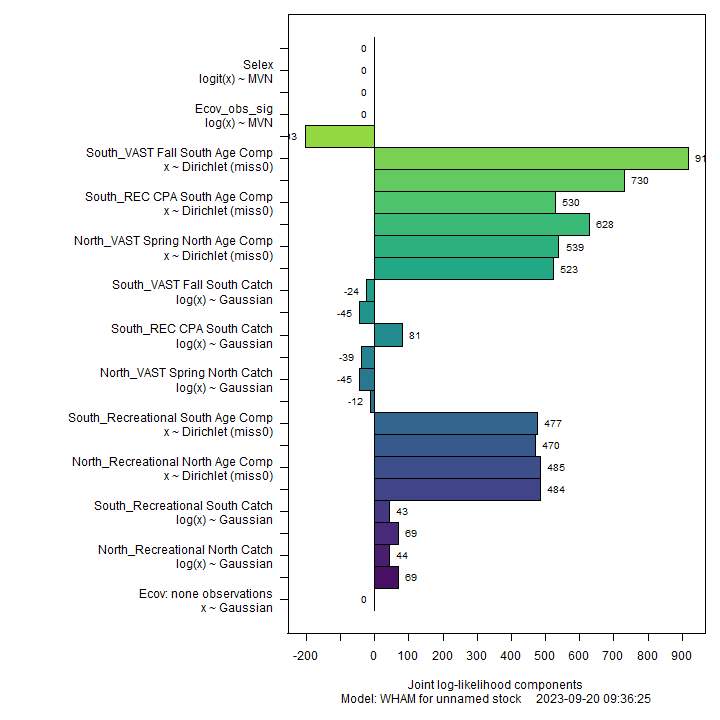 0
Selex
logit(x) ~ MVN
0
0
Ecov_obs_sig
log(x) ~ MVN
0
South_VAST Fall South Age Comp
x ~ Dirichlet (miss0)
730
South_REC CPA South Age Comp
x ~ Dirichlet (miss0)
530
628
North_VAST Spring North Age Comp
x ~ Dirichlet (miss0)
539
523
South_VAST Fall South Catch
log(x) ~ Gaussian
-24
-45
South_REC CPA South Catch
log(x) ~ Gaussian
81
-39
North_VAST Spring North Catch
log(x) ~ Gaussian
-45
-12
South_Recreational South Age Comp
x ~ Dirichlet (miss0)
477
470
North_Recreational North Age Comp
x ~ Dirichlet (miss0)
485
484
South_Recreational South Catch
log(x) ~ Gaussian
43
69
North_Recreational North Catch
log(x) ~ Gaussian
44
69
Ecov: none observations
x ~ Gaussian
0
-200 0 100 200 300 400 500 600 700 800 900
Joint log-likelihood components
Model: WHAM for unnamed stock 2023-09-20 09:36:25